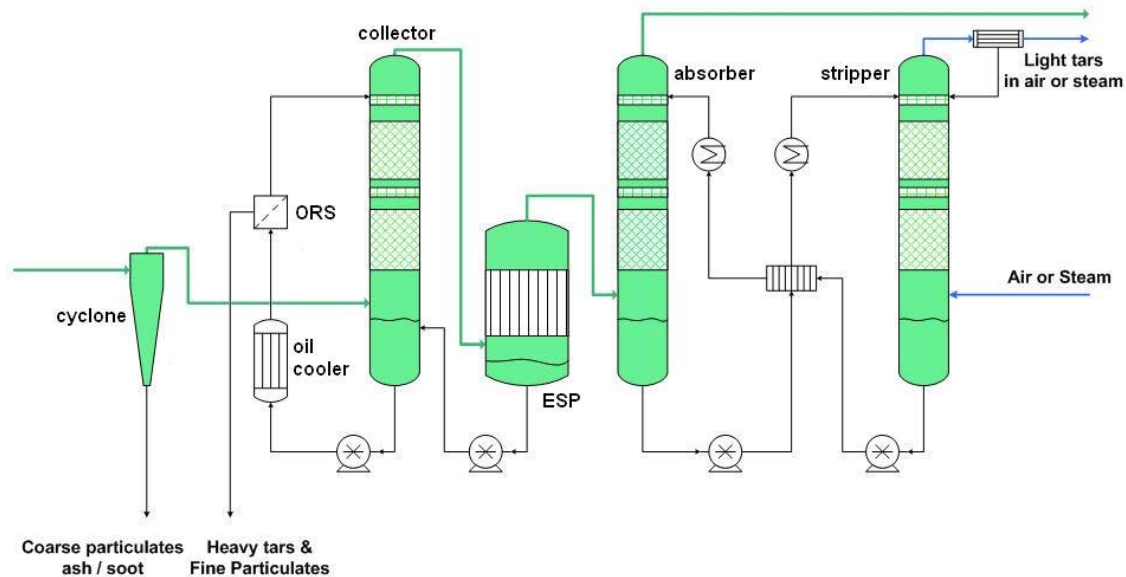 collector
absorber
stripper
Light tars
in air or steam
ORS
Air or Steam
cyclone
oil
cooler
ESP
Coarse particulates
ash / soot
Heavy tars &
Fine Particulates